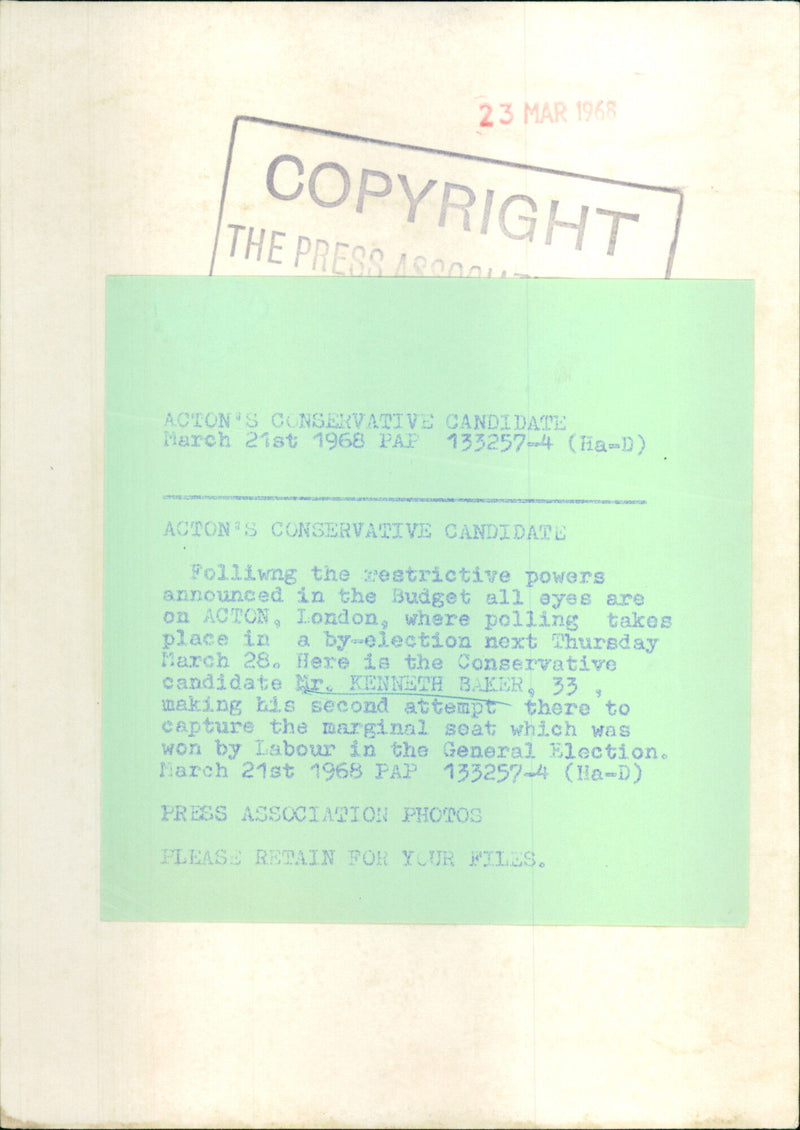 23 MAR 1968
COPYRIGHT
THE PRESS
ACTON'S CONSERVATIVE CANDIDATE
March 21st 1968 PAP 133257-4 (Ha-D)
ACTON'S CONSERVATIVE CANDIDATE
Folliwng the restrictive powers
announced in the Budget all eyes are
on ACTON, London, where polling takes
place in a by-election next Thursday
March 28. Here is the Conservative
candidate Mr. KENNETH BAKER, 33 ,
making his second attempt there to
capture the marginal seat which was
won by Labour in the General Election.
March 21st 1968 PAP 133257-4 (Ha-D)
PRESS ASSOCIATION PHOTOS
PLEASE RETAIN FOR YOUR FILES.